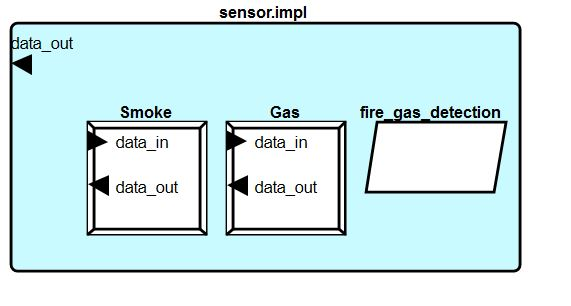 sensor.impl
data_out
Smoke
Gas
fire_gas_detection
data_in
data_in
data_out
data_out